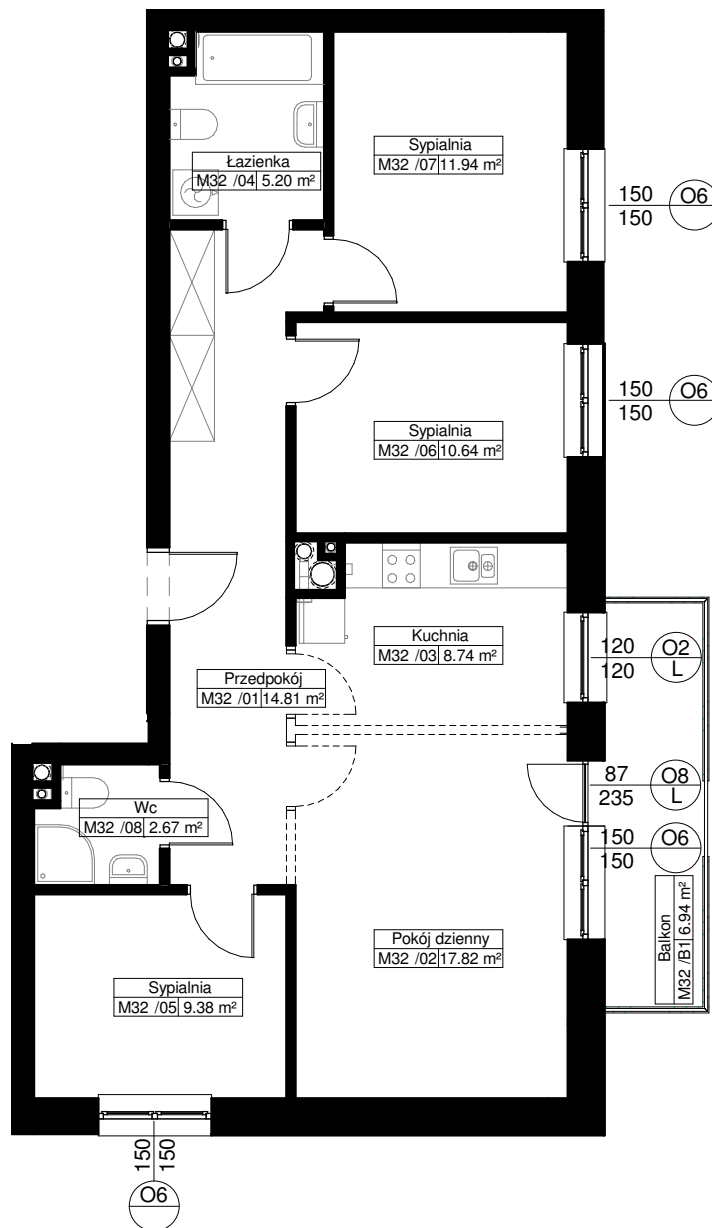 Sypialnia
M32 /07 11.94 m²
Łazienka
M32 /04 5.20 m²
150
150
O6
Sypialnia
M32 /06 10.64 m²
150
150
O6
Kuchnia
M32 /03 8.74 m²
120
120
O2
L
Przedpokój
M32 /01 14.81 m²
87
235
O8
L
Wc
M32 /08 2.67 m²
150
150
O6
Pokój dzienny
M32 /02 17.82 m²
Balkon
M32 /B1 6.94 m²
Sypialnia
M32 /05 9.38 m²
150
150
O6